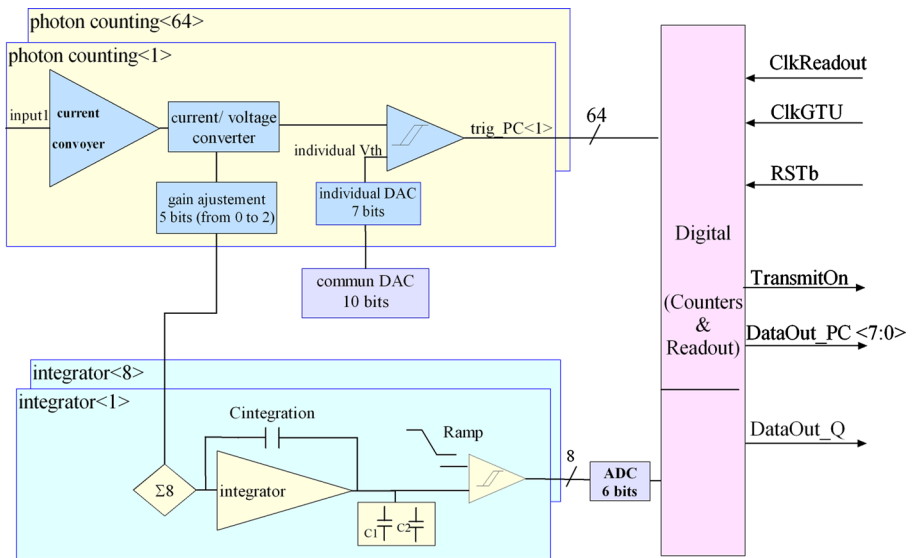 photon counting<64>
photon counting<1>
input1
current
convoyer
current/ voltage
converter
gain ajustement
5 bits (from 0 to 2)
individual Vth
individual DAC
7 bits
commun DAC
10 bits
trig_PC<1>
64
Digital
(Counters
&
Readout)
ClkReadout
ClkGTU
RSTb
TransmitOn
DataOut_PC <7:0>
DataOut_Q
integrator<8>
integrator<1>
Cintegration
Σ8
integrator
C1
C2
Ramp
8
ADC
6 bits